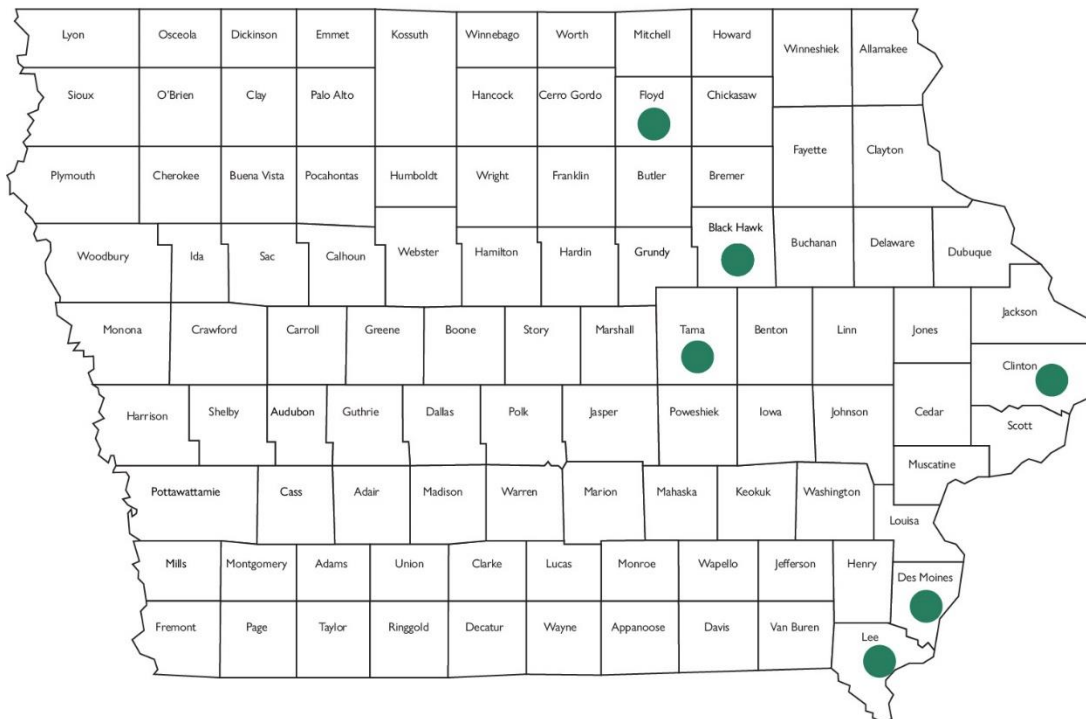 Lyon
Osceola
Dickinson
Emmet
Kossuth
Winnebago
Worth
Mitchell
Howard
Winneshiek
Allamakee
Sioux
O'Brien
Clay
Palo Alto
Hancock
Cerro Gordo
Floyd
Chickasaw
Fayette
Clayton
Plymouth
Cherokee
Buena Vista
Pocahontas
Humboldt
Wright
Franklin
Butler
Bremer
Black Hawk
Woodbury
Ida
Sac
Calhoun
Webster
Hamilton
Hardin
Grundy
Buchanan
Delaware
Dubuque
Jackson
Monona
Crawford
Carroll
Greene
Boone
Story
Marshall
Tama
Benton
Linn
Jones
Clinton
Harrison
Shelby
Audubon
Guthrie
Dallas
Polk
Jasper
Poweshiek
Iowa
Johnson
Cedar
Scott
Muscatine
Pottawattamie
Cass
Adair
Madison
Warren
Marion
Mahaska
Keokuk
Washington
Louisa
Mills
Montgomery
Adams
Union
Clarke
Lucas
Monroe
Wapello
Jefferson
Henry
Des Moines
Fremont
Page
Taylor
Ringgold
Decatur
Wayne
Appanoose
Davis
Van Buren
Lee